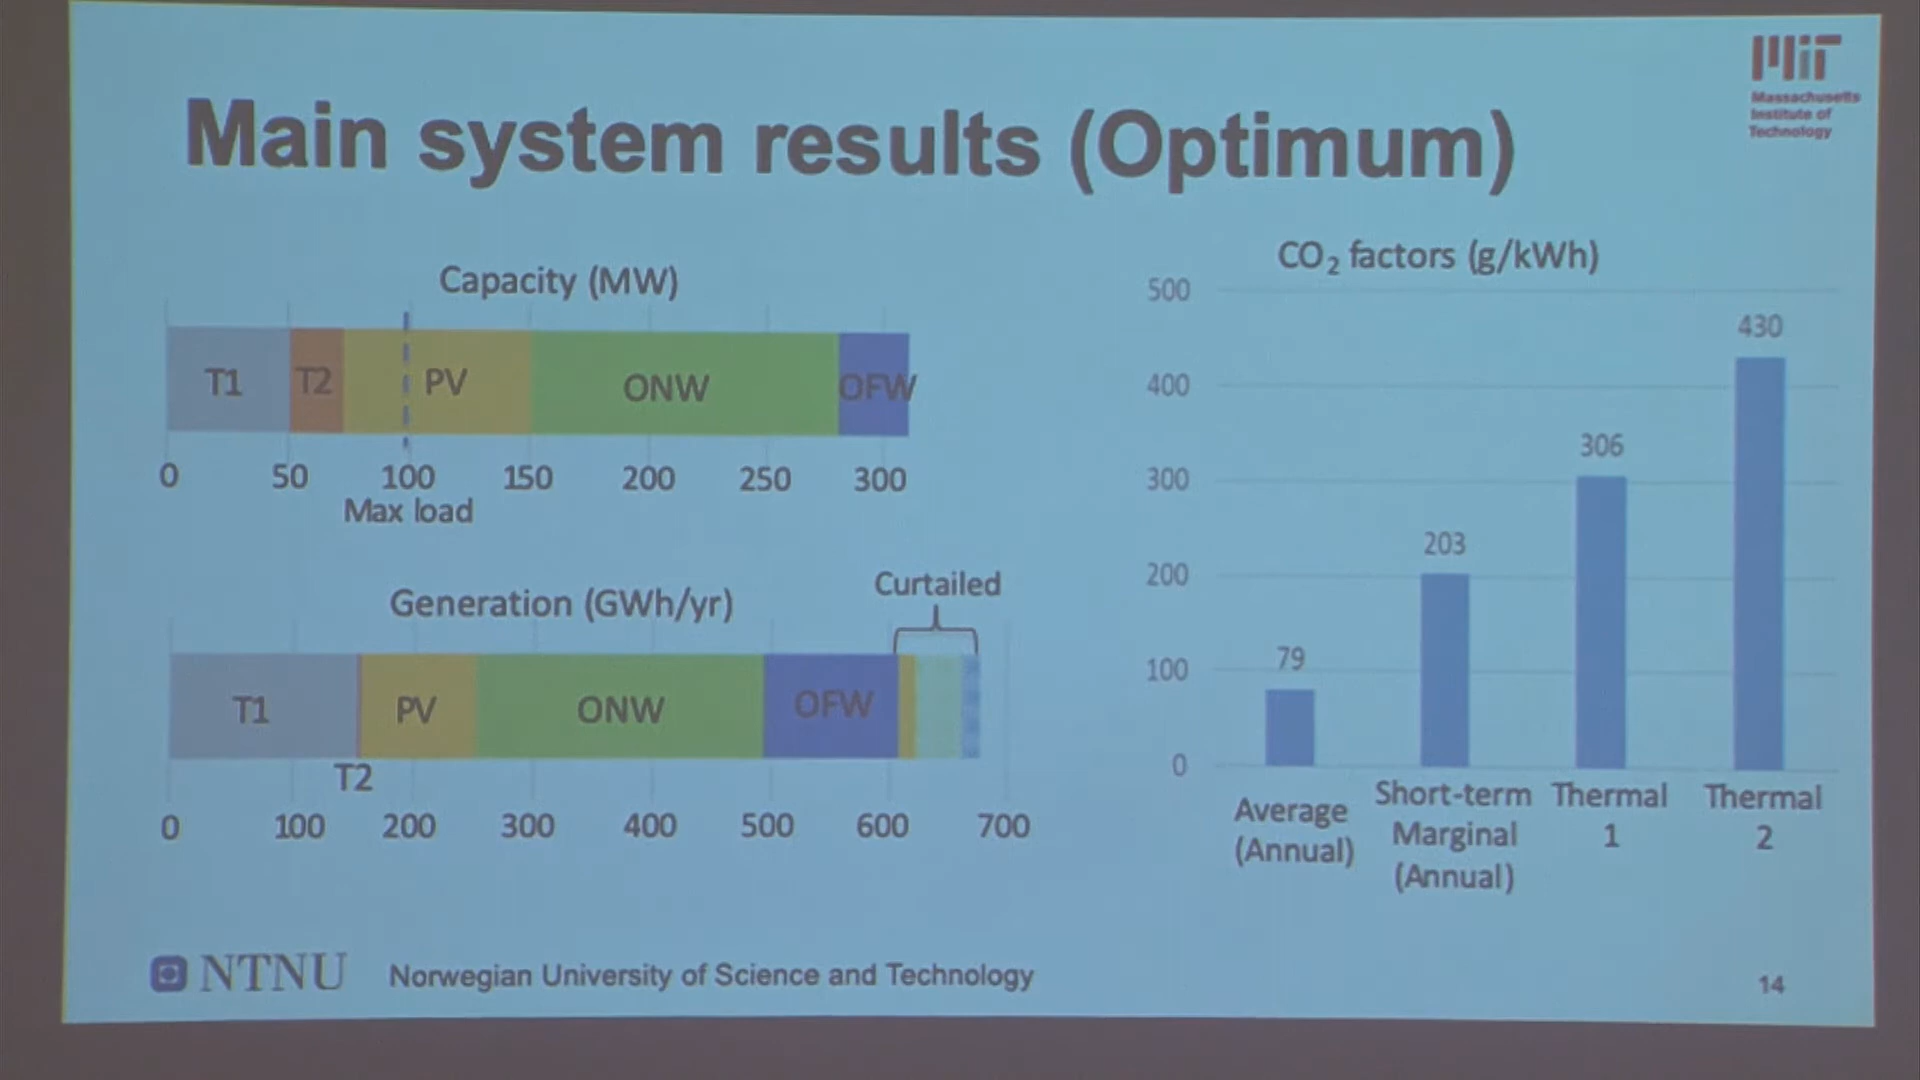 MIT
Massachusetts
Institute of
Technology
Main system results (Optimum)
Capacity (MW)
T1 T2 PV ONW OFW
0 50 100 150 200 250 300
Max load
Generation (GWh/yr)
Curtailed
T1 PV ONW OFW
T2
0 100 200 300 400 500 600 700
CO₂ factors (g/kWh)
500
400
300
200
100
0
79
203
306
430
Average
(Annual)
Short-term
Marginal
(Annual)
Thermal
1
Thermal
2
NTNU Norwegian University of Science and Technology
14